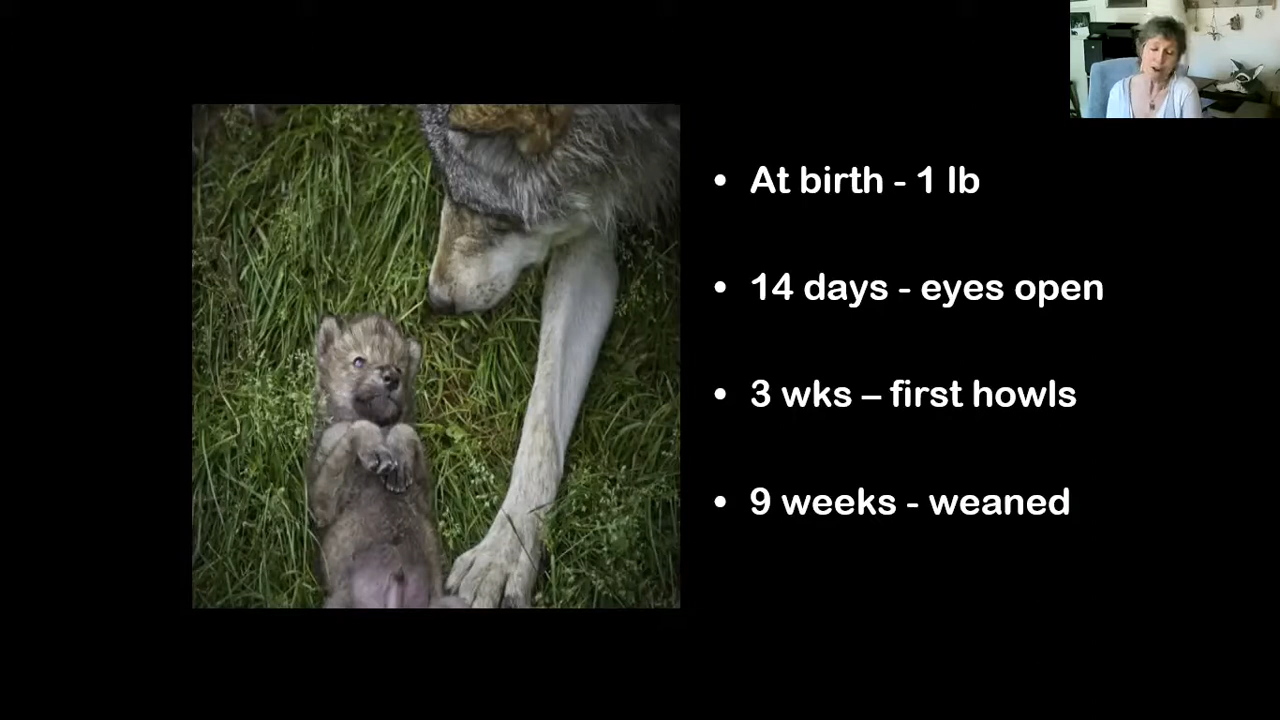 • At birth - 1 lb
• 14 days - eyes open
• 3 wks – first howls
• 9 weeks - weaned